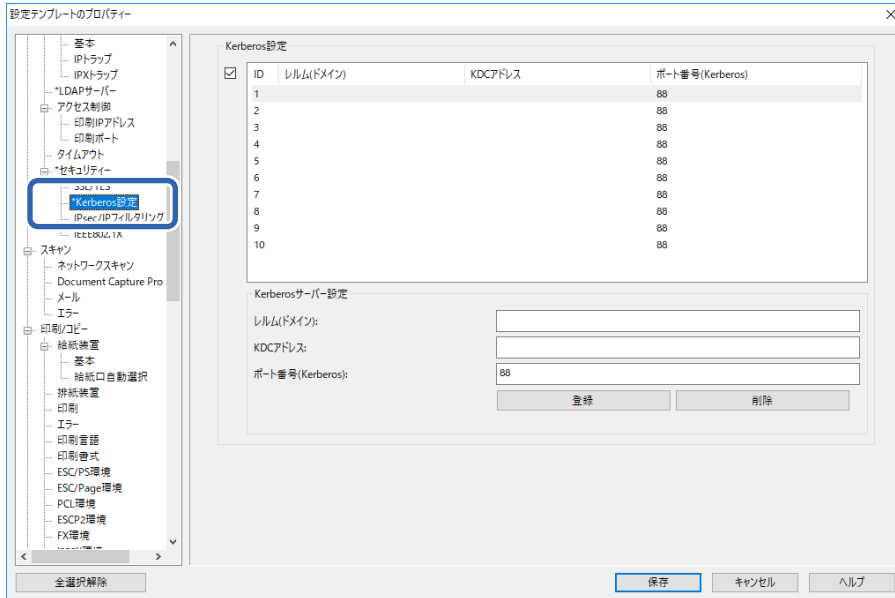 設定テンプレートのプロパティー
基本
IPトラップ
IPXトラップ
*LDAPサーバー
アクセス制御
印刷IPアドレス
印刷ポート
タイムアウト
*セキュリティー
SSL/TLS
*Kerberos設定
IPsec/IPフィルタリング
IEEE802.1X
スキャン
ネットワークスキャン
Document Capture Pro
メール
エラー
印刷/コピー
給紙装置
基本
給紙口自動選択
排紙装置
印刷
エラー
印刷言語
印刷書式
ESC/PS環境
ESC/Page環境
PCL環境
ESCP2環境
FX環境
Kerberos設定
ID レルム(ドメイン) KDCアドレス ポート番号(Kerberos)
1 88
2 88
3 88
4 88
5 88
6 88
7 88
8 88
9 88
10 88
Kerberosサーバー設定
レルム(ドメイン):
KDCアドレス:
ポート番号(Kerberos): 88
登録 削除
全選択解除 保存 キャンセル ヘルプ